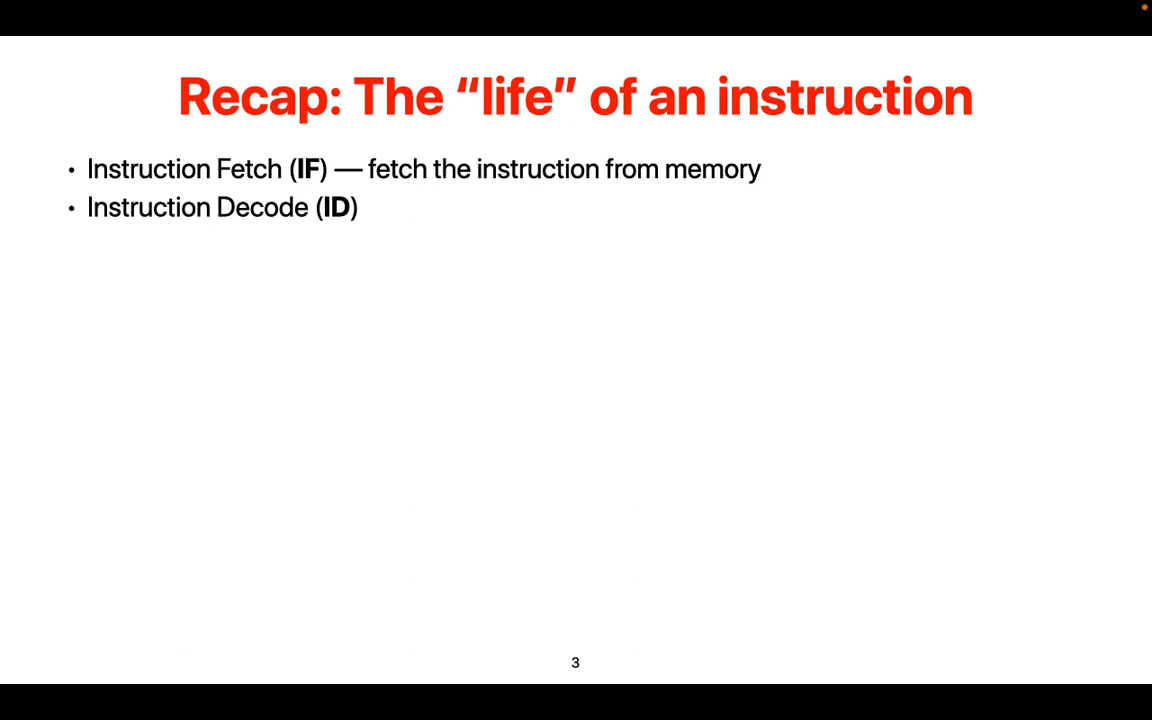 Recap: The “life” of an instruction
• Instruction Fetch (IF) — fetch the instruction from memory
• Instruction Decode (ID)
3